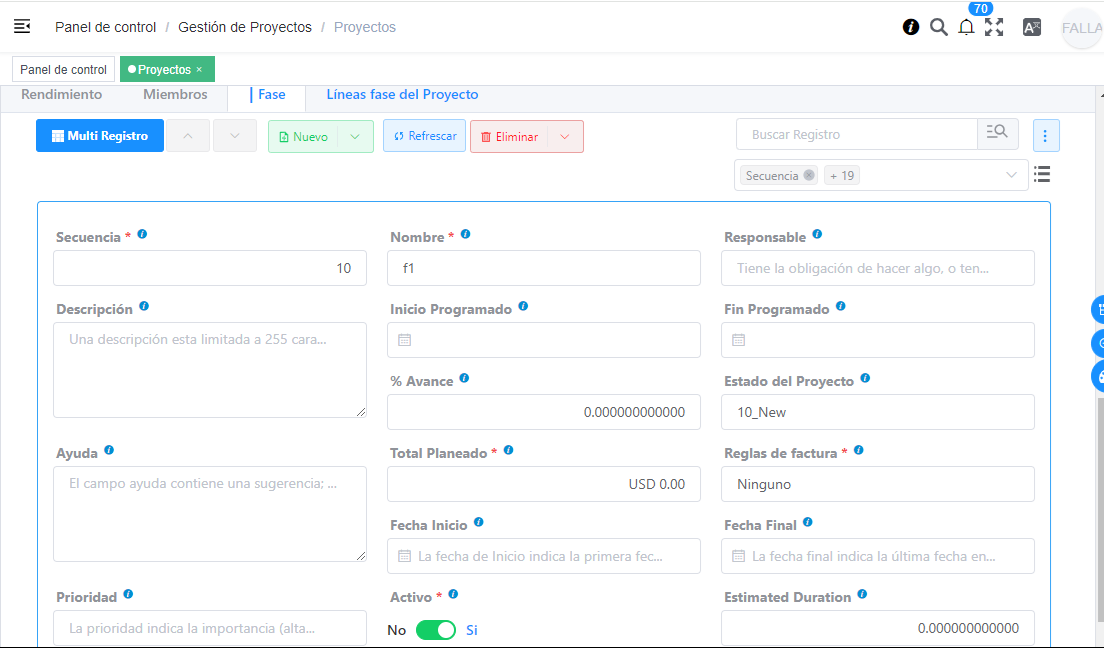 70
Panel de control / Gestión de Proyectos / Proyectos
FALLA
Panel de control
Proyectos ×
Rendimiento Miembros Fase Líneas fase del Proyecto
Multi Registro Nuevo Refrescar Eliminar Buscar Registro
Secuencia + 19
Secuencia * Nombre * Responsable
10 f1 Tiene la obligación de hacer algo, o ten...
Descripción Inicio Programado Fin Programado
Una descripción esta limitada a 255 cara...
% Avance Estado del Proyecto
0.000000000000 10_New
Ayuda Total Planeado * Reglas de factura *
El campo ayuda contiene una sugerencia; ... USD 0.00 Ninguno
Fecha Inicio Fecha Final
La fecha de Inicio indica la primera fec... La fecha final indica la última fecha en...
Prioridad Activo * Estimated Duration
La prioridad indica la importancia (alta... No Si 0.000000000000